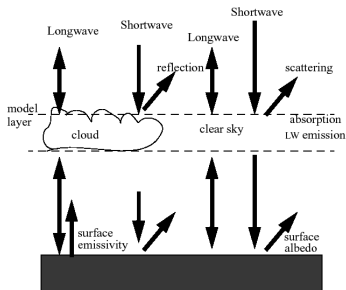 Shortwave
Longwave
Shortwave
Longwave
reflection
scattering
model
layer
cloud
clear sky
absorption
LW emission
surface
emissivity
surface
albedo